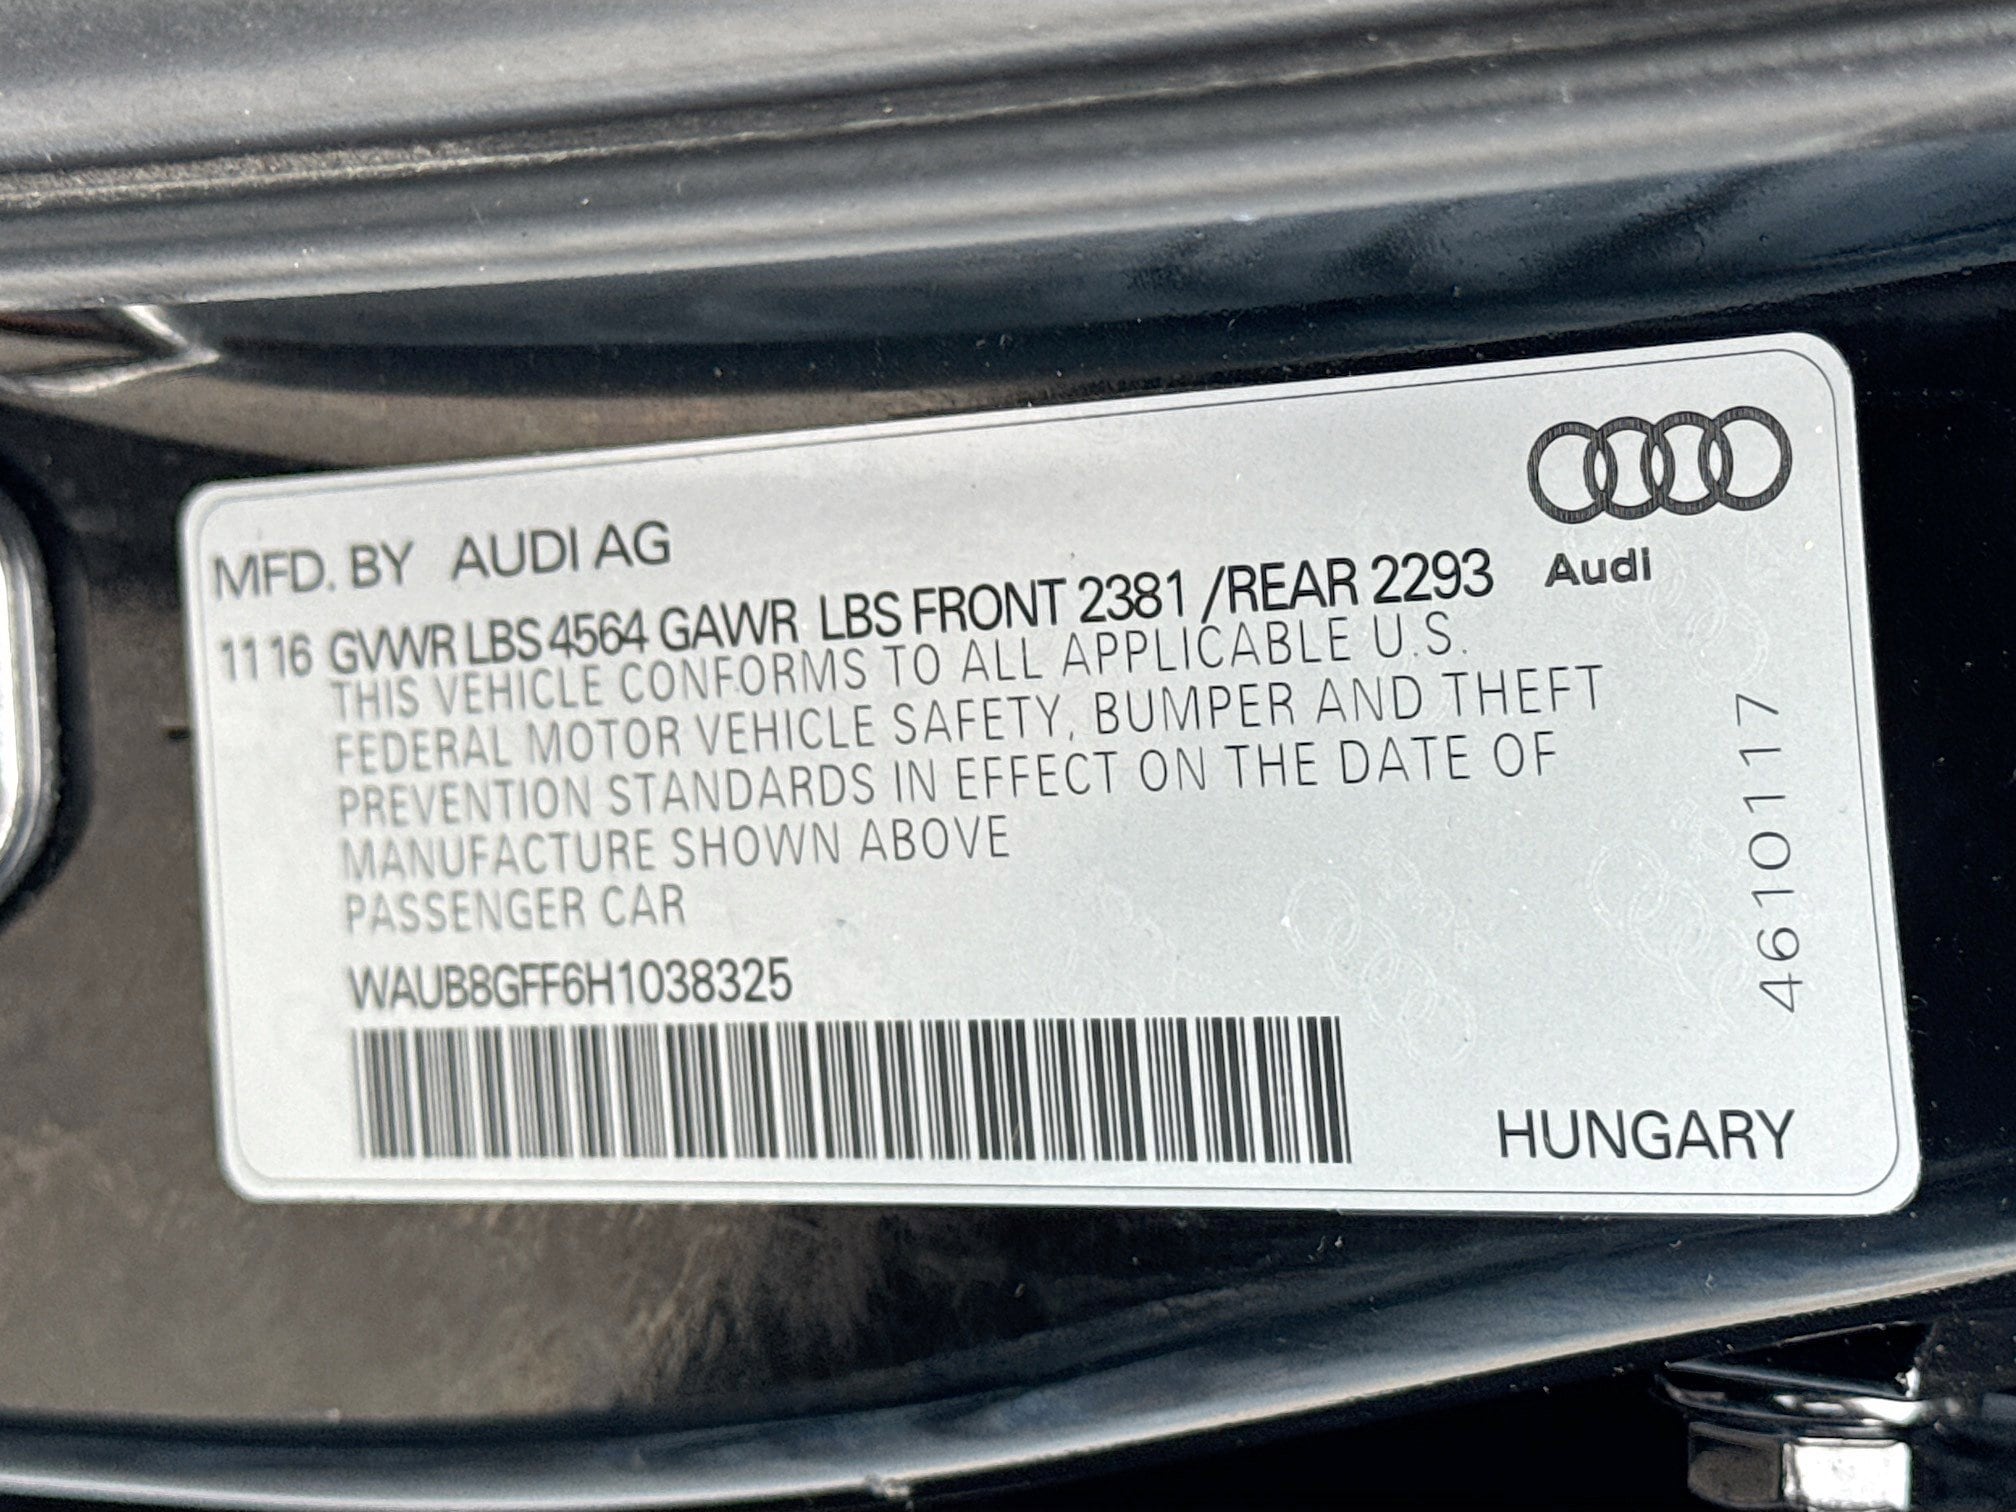 MFD. BY AUDI AG
11 16 GVWR LBS 4564 GAWR LBS FRONT 2381 /REAR 2293
THIS VEHICLE CONFORMS TO ALL APPLICABLE U.S.
FEDERAL MOTOR VEHICLE SAFETY, BUMPER AND THEFT
PREVENTION STANDARDS IN EFFECT ON THE DATE OF
MANUFACTURE SHOWN ABOVE
PASSENGER CAR
WAUB8GFF6H1038325
Audi
4610117
HUNGARY